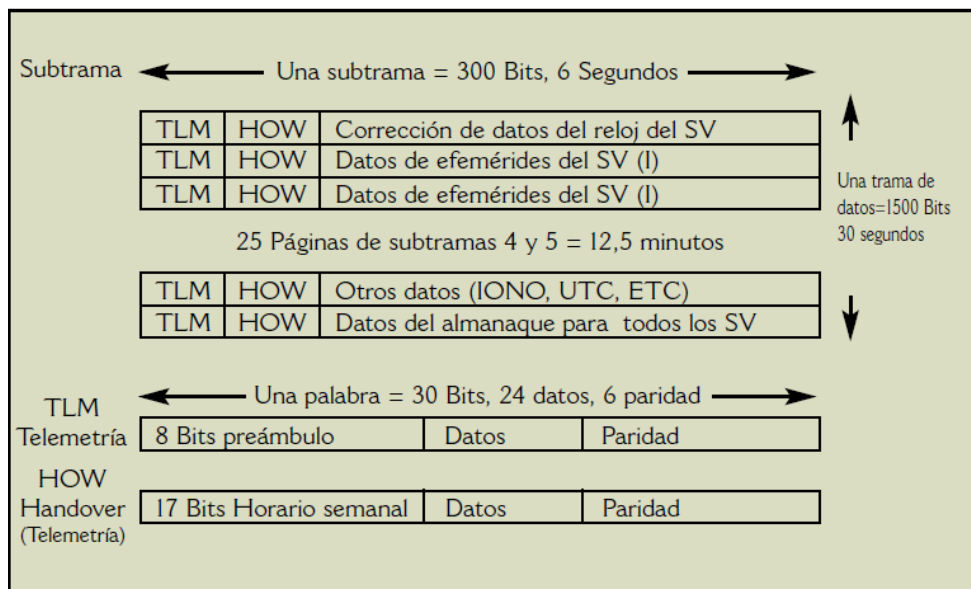 Subtrama
Una subtrama = 300 Bits, 6 Segundos
TLM HOW Corrección de datos del reloj del SV
TLM HOW Datos de efemérides del SV (I)
TLM HOW Datos de efemérides del SV (I)
Una trama de
datos=1500 Bits
30 segundos
25 Páginas de subtramas 4 y 5 = 12,5 minutos
TLM HOW Otros datos (IONO, UTC, ETC)
TLM HOW Datos del almanaque para todos los SV
Una palabra = 30 Bits, 24 datos, 6 paridad
TLM
Telemetría
8 Bits preámbulo Datos Paridad
HOW
Handover
(Telemetría)
17 Bits Horario semanal Datos Paridad